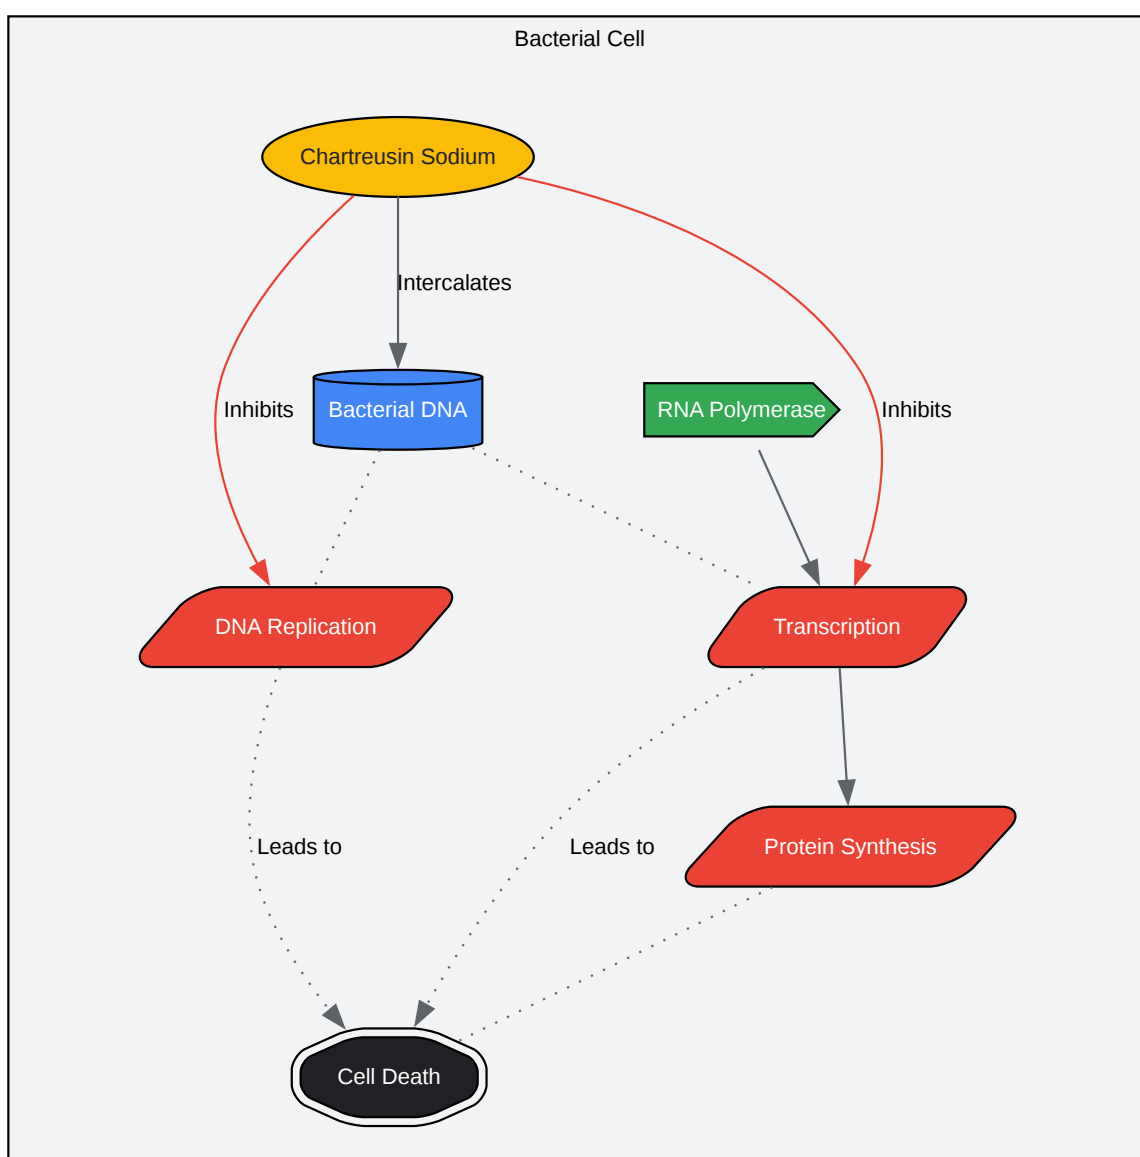 Bacterial Cell
Chartreusin Sodium
Intercalates
Inhibits
Bacterial DNA
RNA Polymerase
Inhibits
DNA Replication
Transcription
Leads to
Leads to
Protein Synthesis
Cell Death